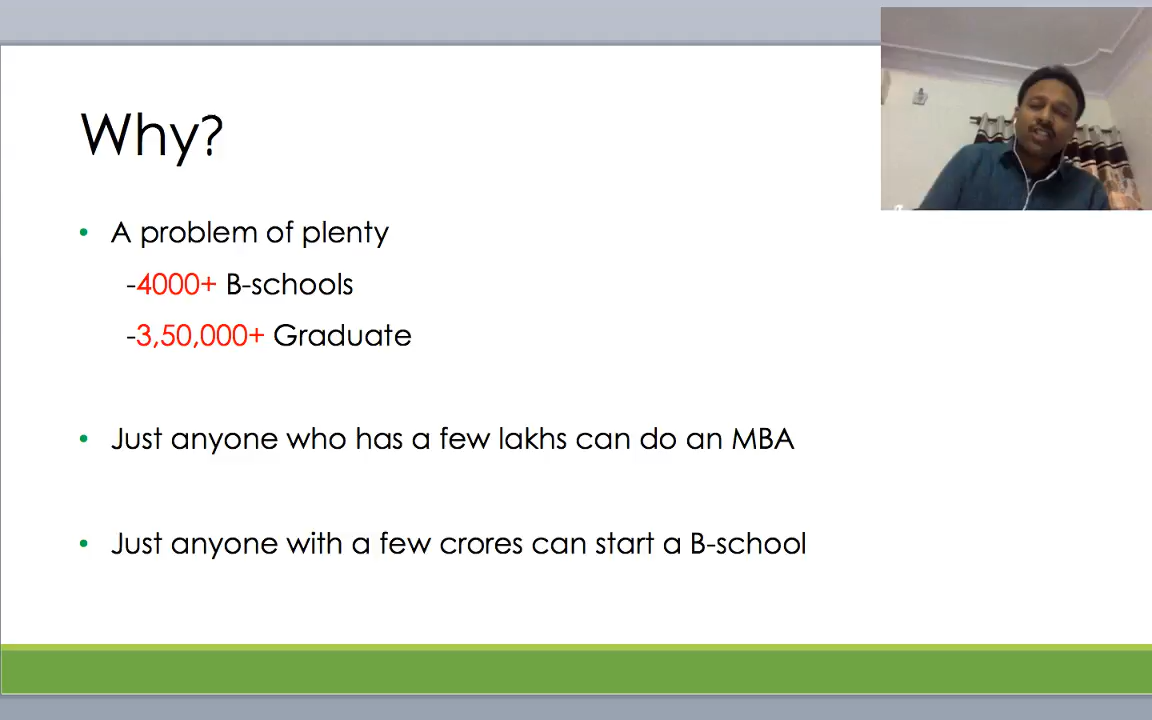 Why?
• A problem of plenty
-4000+ B-schools
-3,50,000+ Graduate
• Just anyone who has a few lakhs can do an MBA
• Just anyone with a few crores can start a B-school